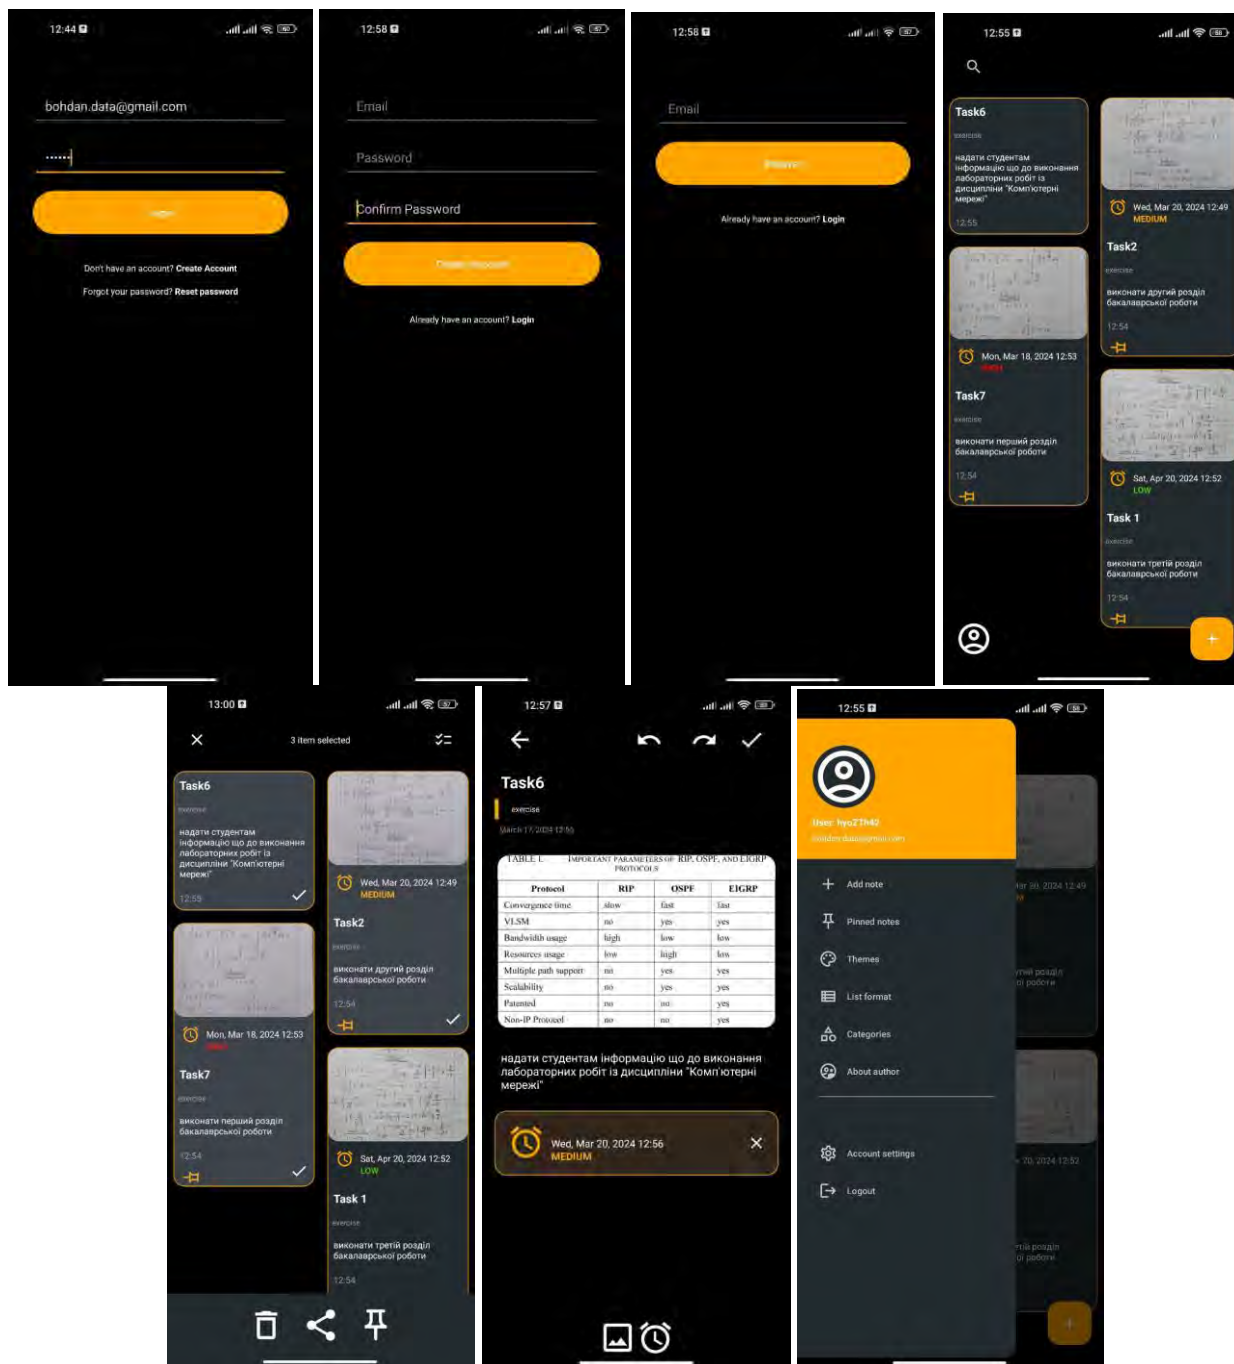 12:44
bohdan.data@gmail.com
Don't have an account? Create Account
Forgot your password? Reset password
12:58
Email
Password
Confirm Password
Create Account
Already have an account? Login
12:58
Email
Already have an account? Login
12:55
Task6
exercise
надати студентам
інформацію що до виконання
лабораторних робіт із
дисципліни "Комп'ютерні
мережі"
12:55
Mon, Mar 18, 2024 12:53
HIGH
Task7
exercise
виконати перший розділ
бакалаврської роботи
12:54
Wed, Mar 20, 2024 12:49
MEDIUM
Task2
exercise
виконати другий розділ
бакалаврської роботи
12:54
Sat, Apr 20, 2024 12:52
LOW
Task 1
exercise
виконати третій розділ
бакалаврської роботи
12:54
13:00
3 item selected
Task6
exercise
надати студентам
інформацію що до виконання
лабораторних робіт із
дисципліни "Комп'ютерні
мережі"
12:55
Mon, Mar 18, 2024 12:53
Task7
exercise
виконати перший розділ
бакалаврської роботи
12:54
Wed, Mar 20, 2024 12:49
MEDIUM
Task2
exercise
виконати другий розділ
бакалаврської роботи
12:54
Sat, Apr 20, 2024 12:52
LOW
Task 1
exercise
виконати третій розділ
бакалаврської роботи
12:54
12:57
Task6
exercise
March 17, 2024 12:55
TABLE I. IMPORTANT PARAMETERS OF RIP, OSPF, AND EIGRP
PROTOCOLS
Protocol RIP OSPF EIGRP
Convergence time slow fast fast
VLSM no yes yes
Bandwidth usage high low low
Resources usage low high low
Multiple path support no yes yes
Scalability no yes yes
Patented no no yes
Non-IP Protocol no no yes
надати студентам інформацію що до виконання
лабораторних робіт із дисципліни "Комп'ютерні
мережі"
Wed, Mar 20, 2024 12:56
MEDIUM
12:55
User: hyo2Th42
bohdan.data@gmail.com
Add note
Pinned notes
Themes
List format
Categories
About author
Account settings
Logout